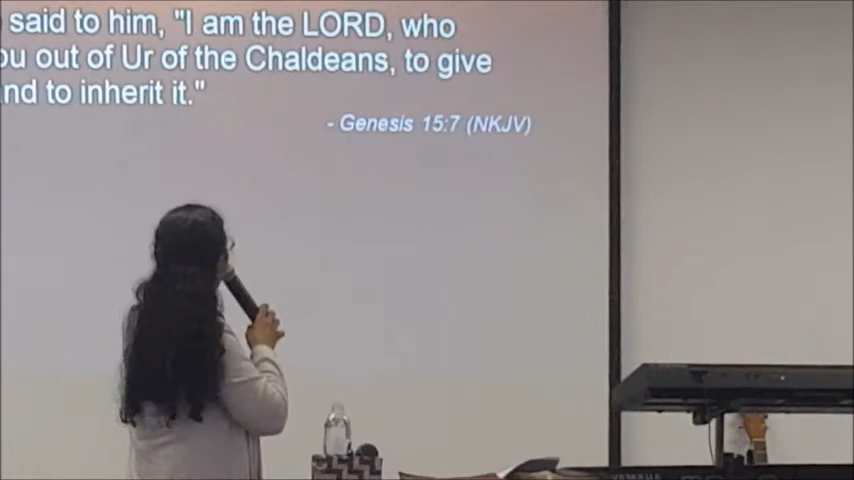 said to him, "I am the LORD, who
ou out of Ur of the Chaldeans, to give
nd to inherit it."
- Genesis 15:7 (NKJV)
YAMAHA